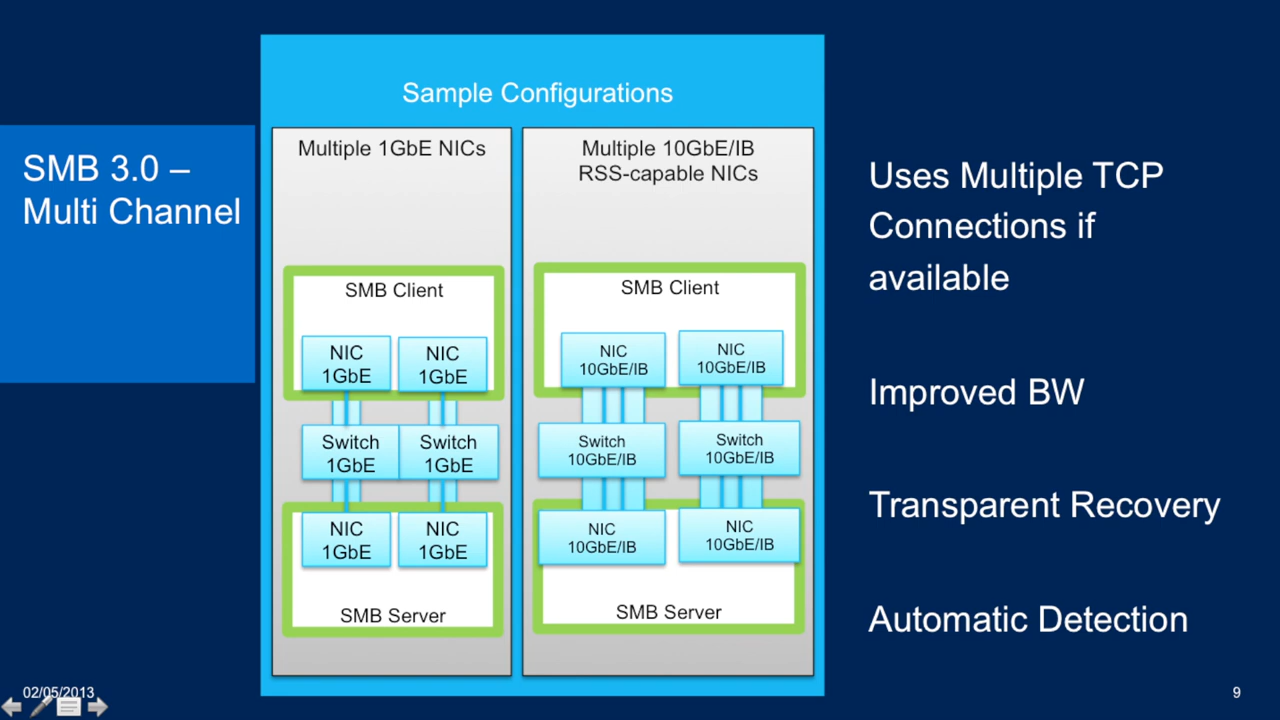 SMB 3.0 –
Multi Channel
Sample Configurations
Multiple 1GbE NICs
SMB Client
NIC
1GbE
NIC
1GbE
Switch
1GbE
Switch
1GbE
NIC
1GbE
NIC
1GbE
SMB Server
Multiple 10GbE/IB
RSS-capable NICs
SMB Client
NIC
10GbE/IB
NIC
10GbE/IB
Switch
10GbE/IB
Switch
10GbE/IB
NIC
10GbE/IB
NIC
10GbE/IB
SMB Server
Uses Multiple TCP
Connections if
available
Improved BW
Transparent Recovery
Automatic Detection
02/05/2013
9